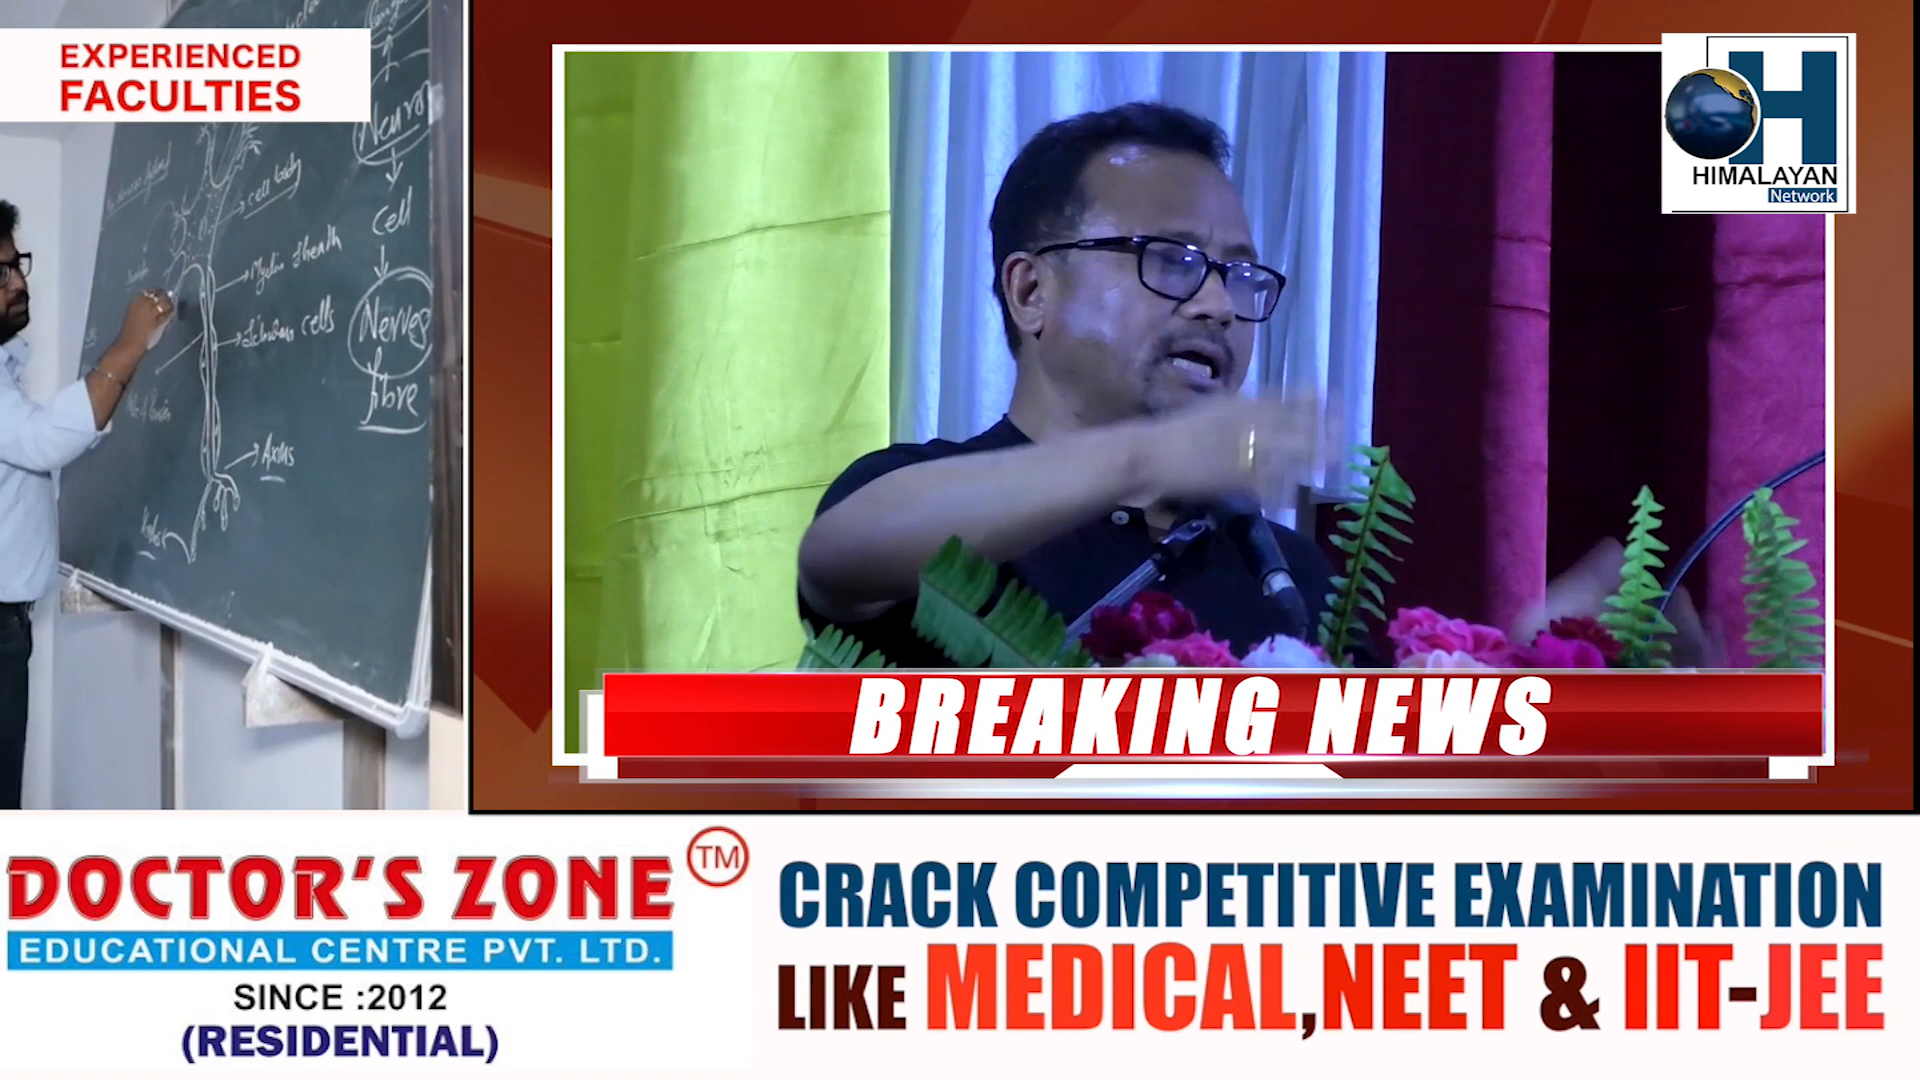 EXPERIENCED
FACULTIES
Neuron
cell body
cell
Myelin Sheath
Nerves
fibre
cells
Axons
HIMALAYAN
Network
BREAKING NEWS
DOCTOR'S ZONE TM
EDUCATIONAL CENTRE PVT. LTD.
SINCE :2012
(RESIDENTIAL)
CRACK COMPETITIVE EXAMINATION
LIKE MEDICAL,NEET & IIT-JEE